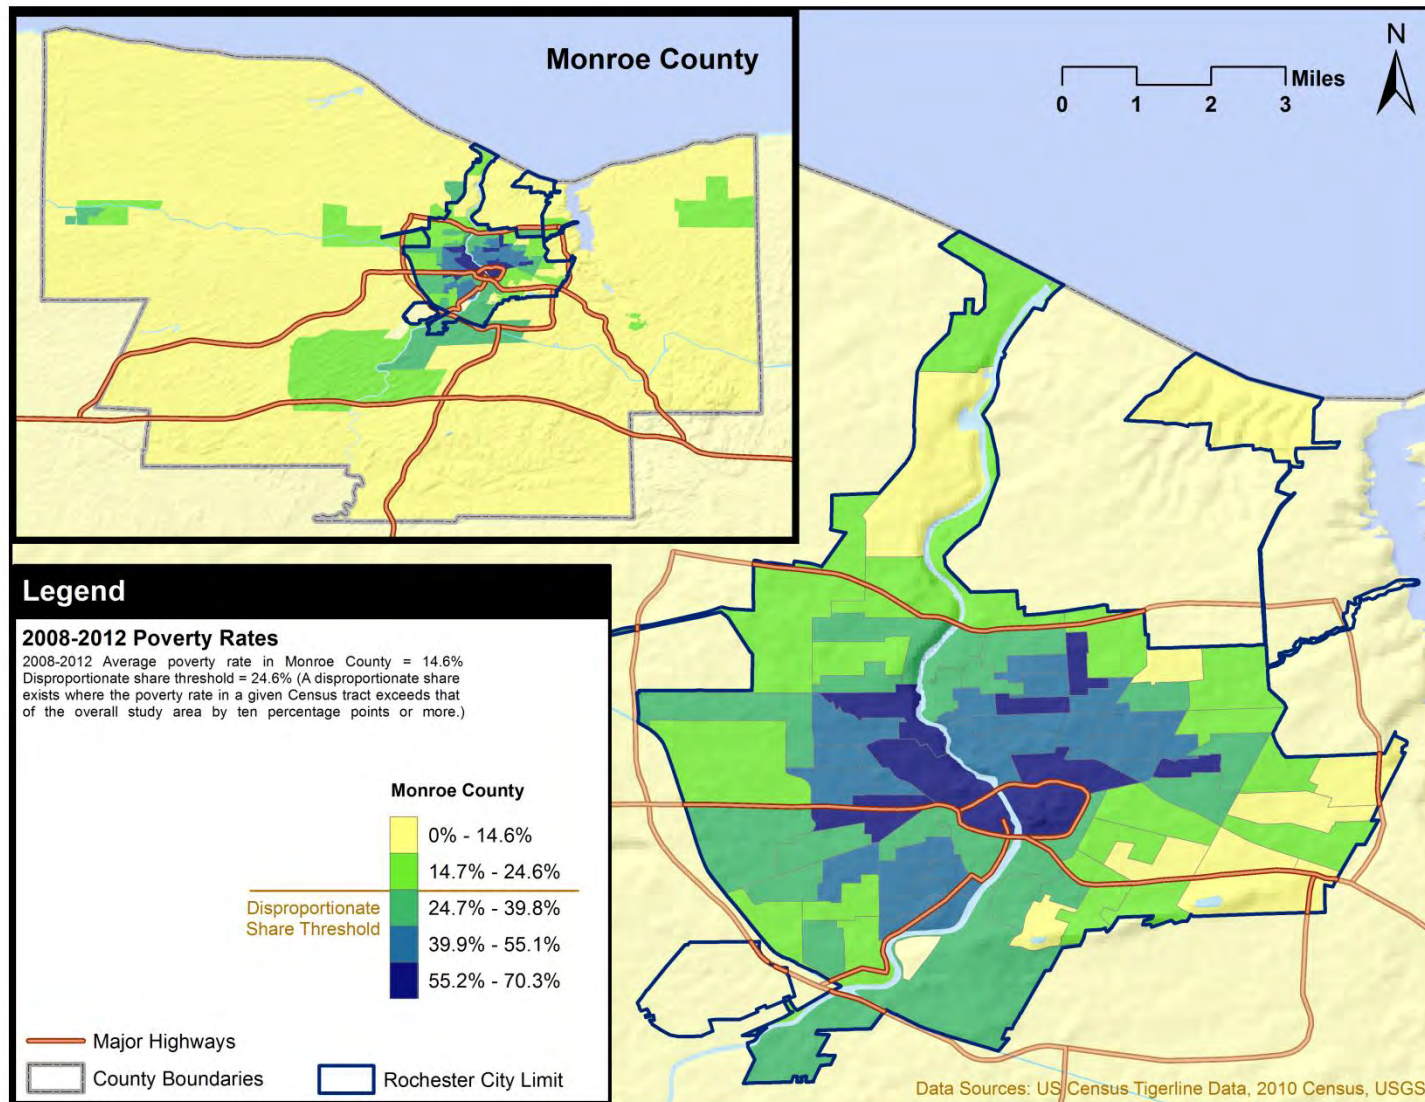 Monroe County
N
Miles
0 1 2 3
Legend
2008-2012 Poverty Rates
2008-2012 Average poverty rate in Monroe County = 14.6%
Disproportionate share threshold = 24.6% (A disproportionate share
exists where the poverty rate in a given Census tract exceeds that
of the overall study area by ten percentage points or more.)
Monroe County
0% - 14.6%
14.7% - 24.6%
Disproportionate
Share Threshold
24.7% - 39.8%
39.9% - 55.1%
55.2% - 70.3%
Major Highways
County Boundaries
Rochester City Limit
Data Sources: US Census Tigerline Data, 2010 Census, USGS